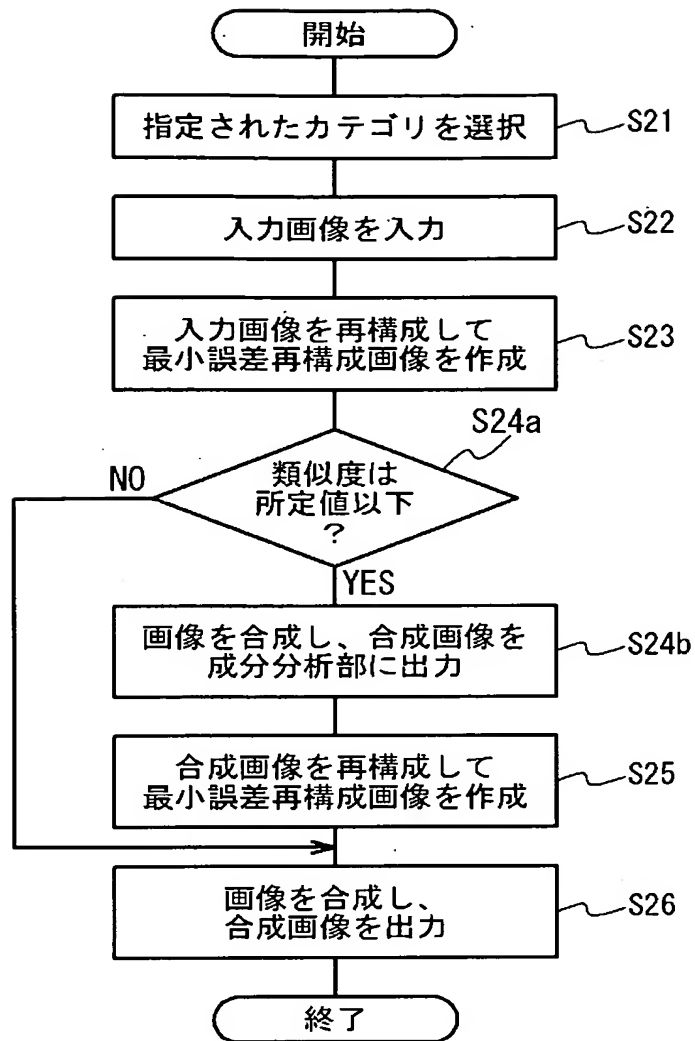 開始
指定されたカテゴリを選択
S21
入力画像を入力
S22
入力画像を再構成して
最小誤差再構成画像を作成
S23
S24a
類似度は
所定値以下
?
NO
YES
画像を合成し、合成画像を
成分分析部に出力
S24b
合成画像を再構成して
最小誤差再構成画像を作成
S25
画像を合成し、
合成画像を出力
S26
終了